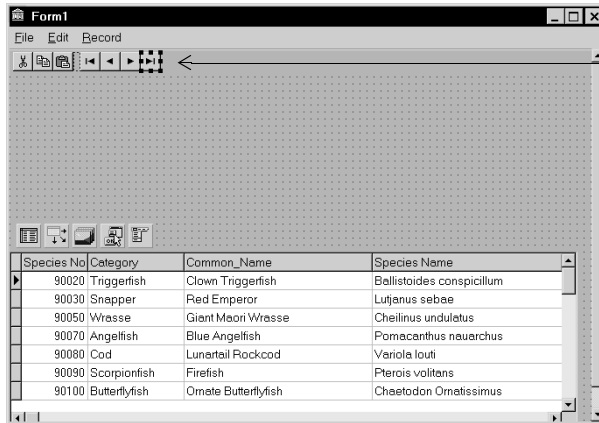 Form1
File Edit Record
Species No Category Common_Name Species Name
90020 Triggerfish Clown Triggerfish Ballistoides conspicillum
90030 Snapper Red Emperor Lutjanus sebae
90050 Wrasse Giant Maori Wrasse Cheilinus undulatus
90070 Angelfish Blue Angelfish Pomacanthus nauarchus
90080 Cod Lunartail Rockcod Variola louti
90090 Scorpionfish Firefish Pterois volitans
90100 Butterflyfish Ornate Butterflyfish Chaetodon Ornatissimus